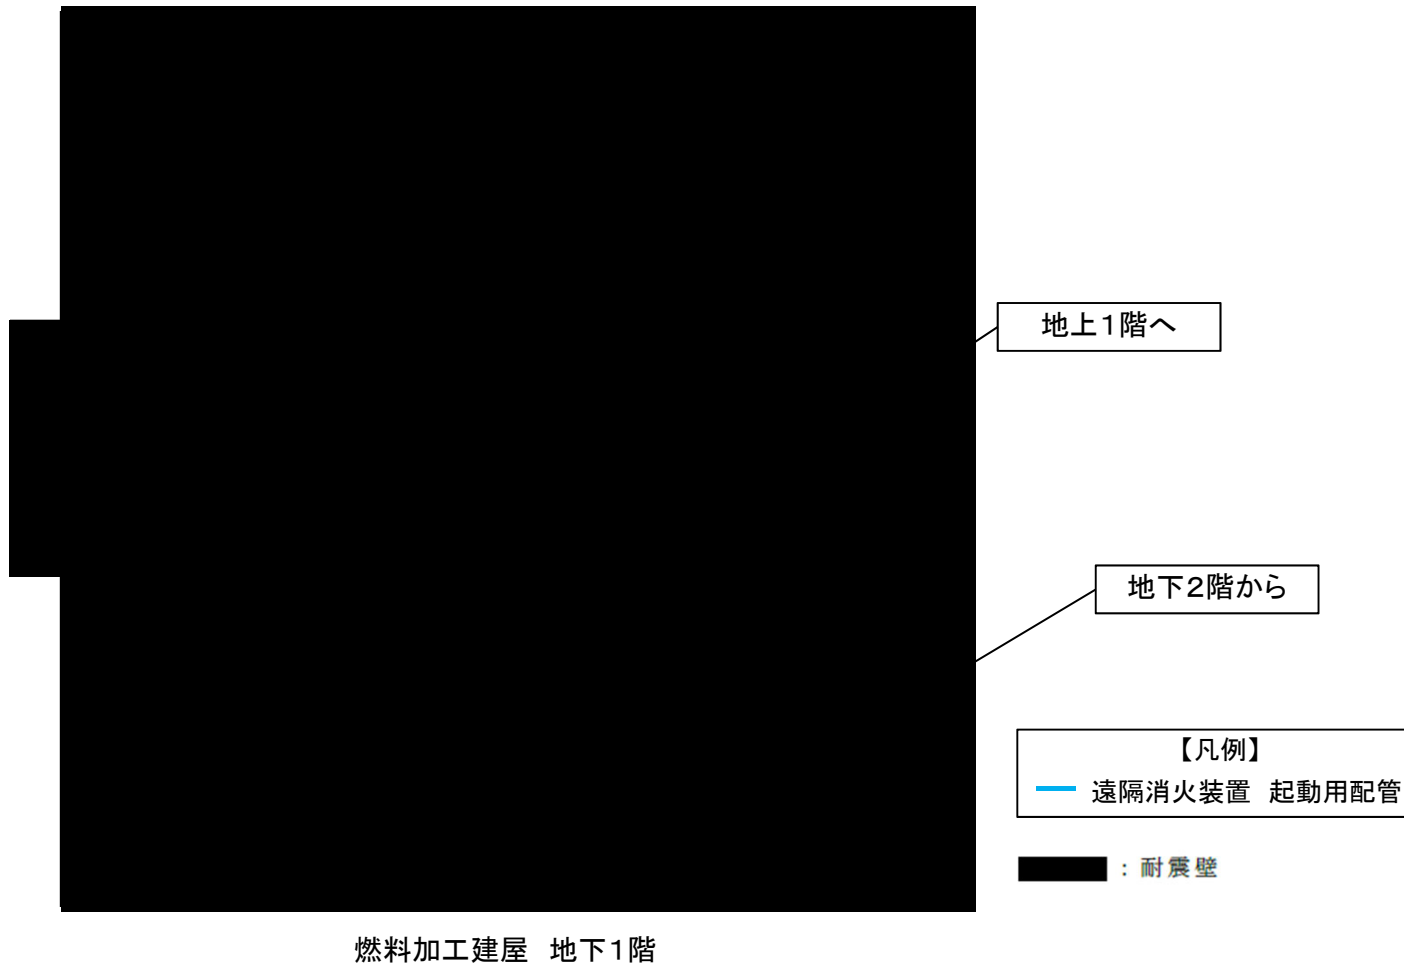 地上1階へ
地下2階から
【凡例】
遠隔消火装置　起動用配管
：耐震壁
燃料加工建屋　地下1階